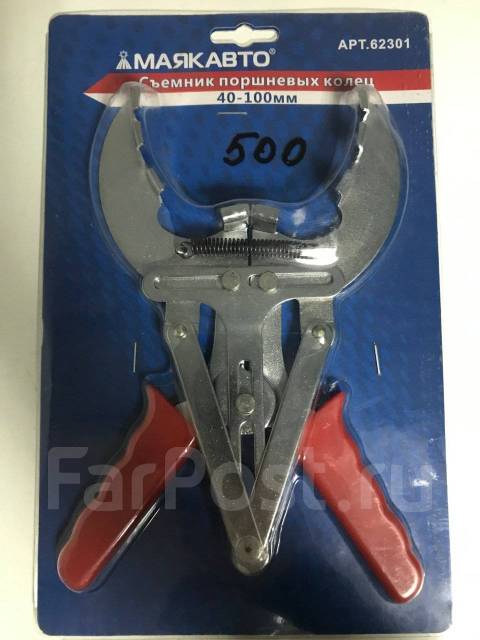 МАЯКАВТО®
АРТ.62301
Съемник поршневых колец
40-100мм
500
FarPost.ru